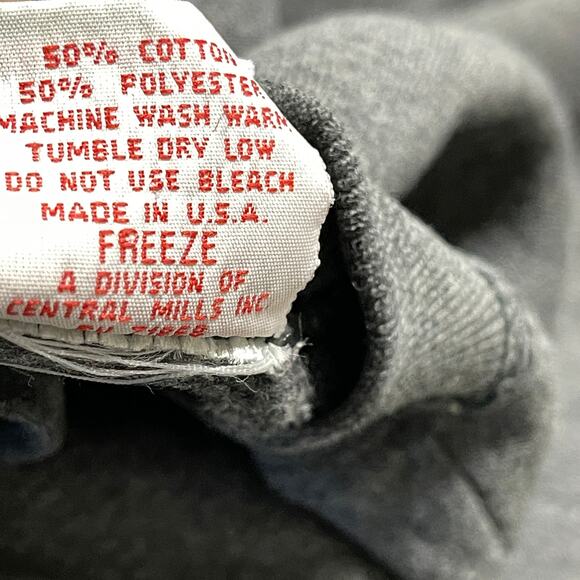 50% COTTON
50% POLYESTER
MACHINE WASH WARM
TUMBLE DRY LOW
DO NOT USE BLEACH
MADE IN U.S.A.
FREEZE
A DIVISION OF
CENTRAL MILLS INC